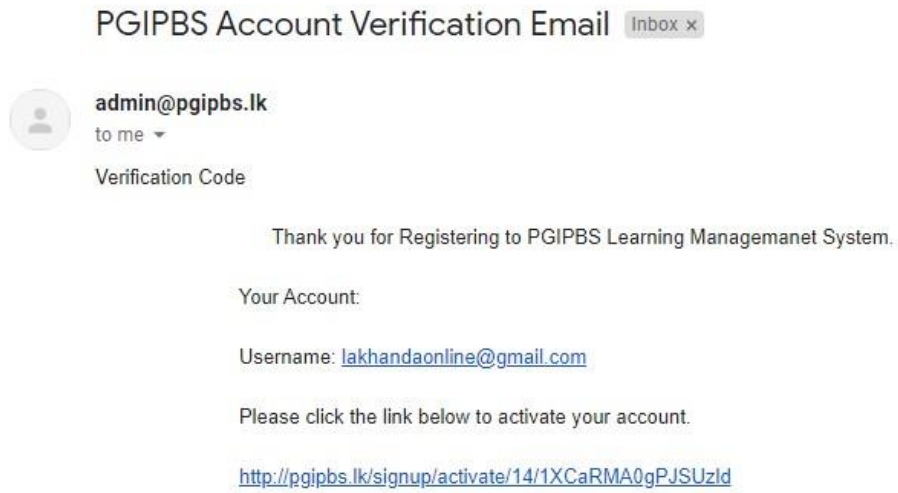 PGIPBS Account Verification Email Inbox x
admin@pgipbs.lk
to me
Verification Code
Thank you for Registering to PGIPBS Learning Managemanet System.
Your Account:
Username: lakhandaonline@gmail.com
Please click the link below to activate your account.
http://pgipbs.lk/signup/activate/14/1XCaRMA0gPJSUzld